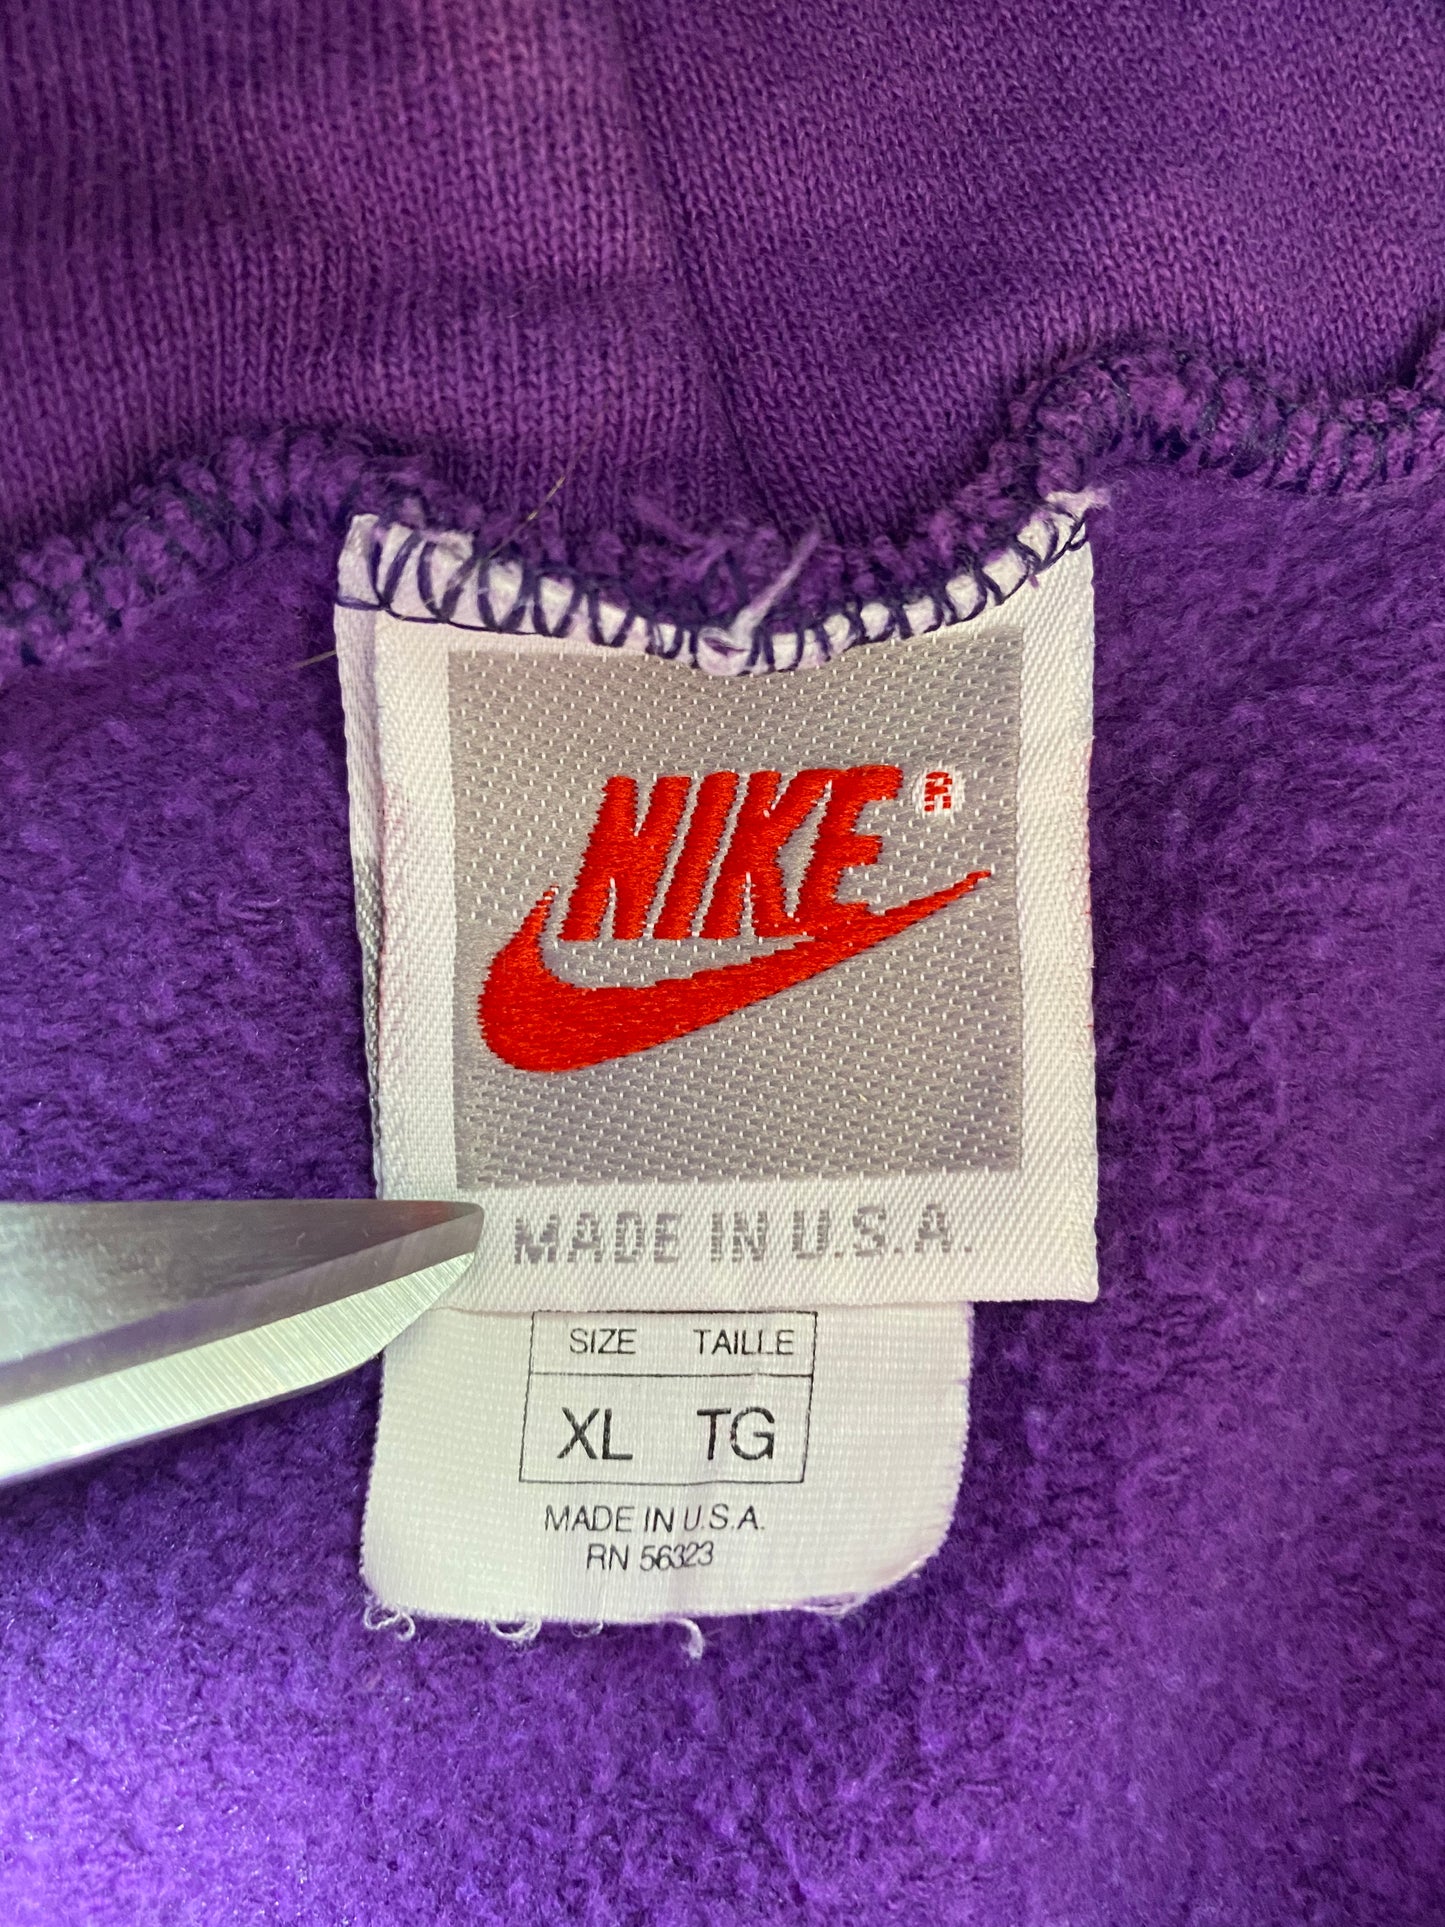 NIKE®
MADE IN U.S.A.
SIZE TAILLE
XL TG
MADE IN U.S.A.
RN 56323